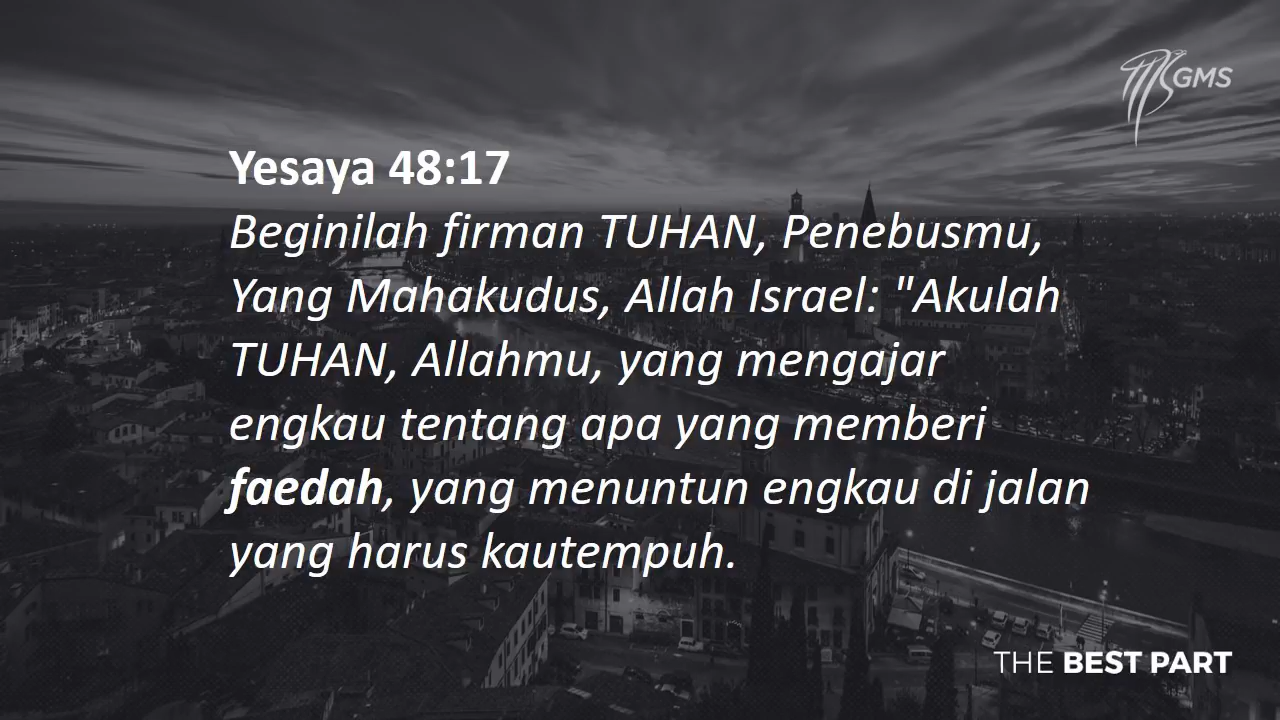 GMS
Yesaya 48:17
Beginilah firman TUHAN, Penebusmu,
Yang Mahakudus, Allah Israel: "Akulah
TUHAN, Allahmu, yang mengajar
engkau tentang apa yang memberi
faedah, yang menuntun engkau di jalan
yang harus kautempuh.
THE BEST PART